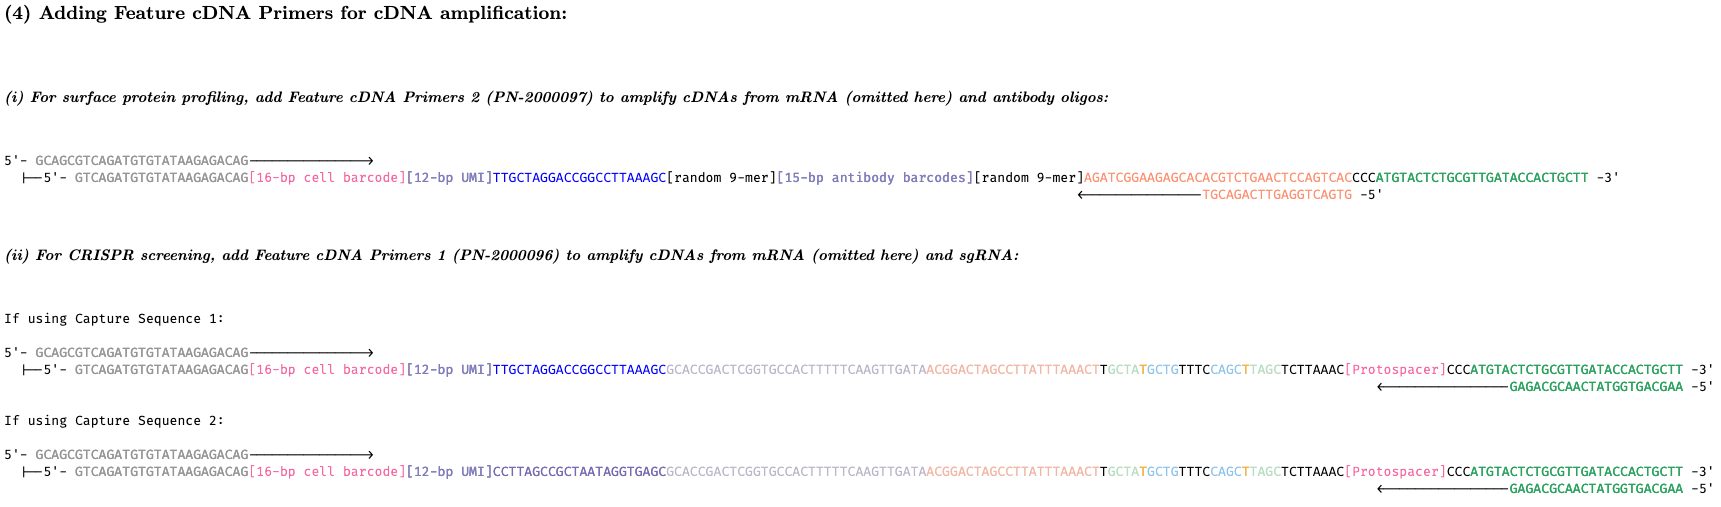 (4) Adding Feature cDNA Primers for cDNA amplification:
(i) For surface protein profiling, add Feature cDNA Primers 2 (PN-2000097) to amplify cDNAs from mRNA (omitted here) and antibody oligos:
5'- GCAGCGTCAGATGTGTATAAGAGACAG───────────────>
|──5'- GTCAGATGTGTATAAGAGACAG[16-bp cell barcode][12-bp UMI]TTGCTAGGACCGGCCTTAAAGC[random 9-mer][15-bp antibody barcodes][random 9-mer]AGATCGGAAGAGCACACGTCTGAACTCCAGTCACCCCATGTACTCTGCGTTGATACCACTGCTT -3'
<───────────────TGCAGACTTGAGGTCAGTG -5'
(ii) For CRISPR screening, add Feature cDNA Primers 1 (PN-2000096) to amplify cDNAs from mRNA (omitted here) and sgRNA:
If using Capture Sequence 1:
5'- GCAGCGTCAGATGTGTATAAGAGACAG───────────────>
|──5'- GTCAGATGTGTATAAGAGACAG[16-bp cell barcode][12-bp UMI]TTGCTAGGACCGGCCTTAAAGCGCACCGACTCGGTGCCACTTTTTCAAGTTGATAACGGACTAGCCTTATTTAAACTTGCTATGCTGTTTCCAGCTTAGCTCTTAAAC[Protospacer]CCCATGTACTCTGCGTTGATACCACTGCTT -3'
<────────────────GAGACGCAACTATGGTGACGAA -5'
If using Capture Sequence 2:
5'- GCAGCGTCAGATGTGTATAAGAGACAG───────────────>
|──5'- GTCAGATGTGTATAAGAGACAG[16-bp cell barcode][12-bp UMI]CCTTAGCCGCTAATAGGTGAGCGCACCGACTCGGTGCCACTTTTTCAAGTTGATAACGGACTAGCCTTATTTAAACTTGCTATGCTGTTTCCAGCTTAGCTCTTAAAC[Protospacer]CCCATGTACTCTGCGTTGATACCACTGCTT -3'
<────────────────GAGACGCAACTATGGTGACGAA -5'